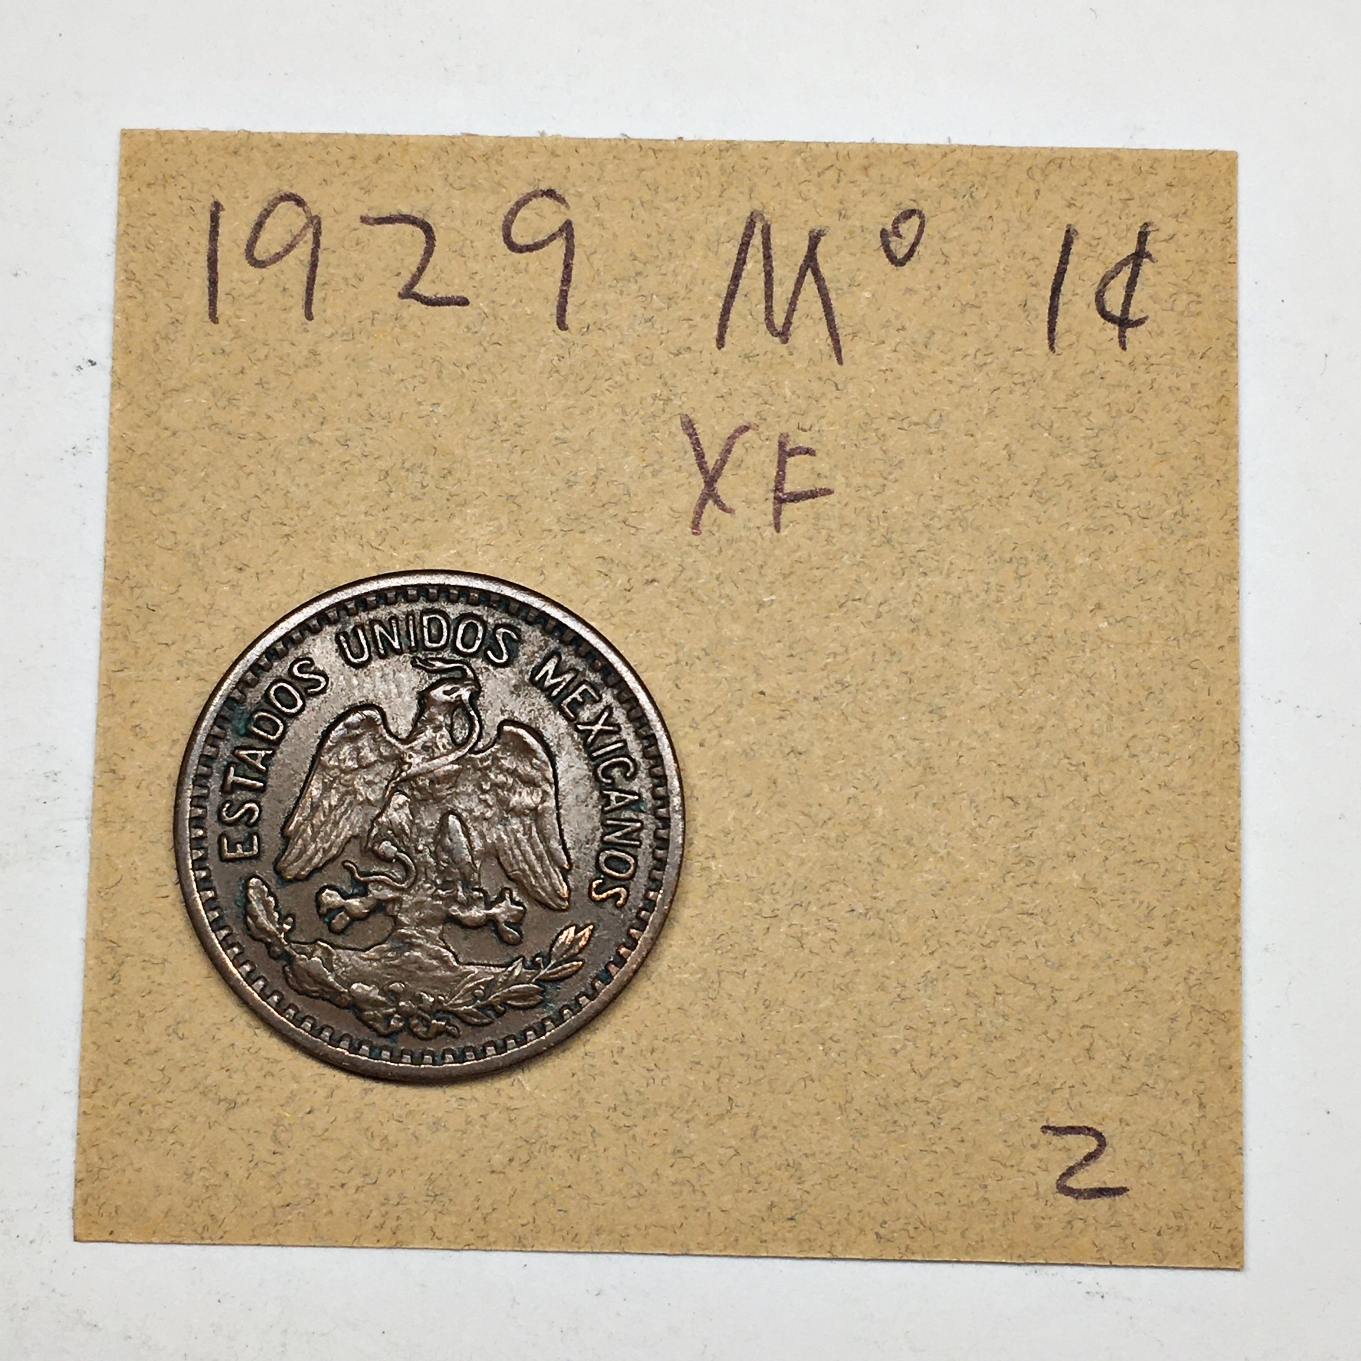 1929 Mº 1¢
XF
ESTADOS UNIDOS MEXICANOS
2